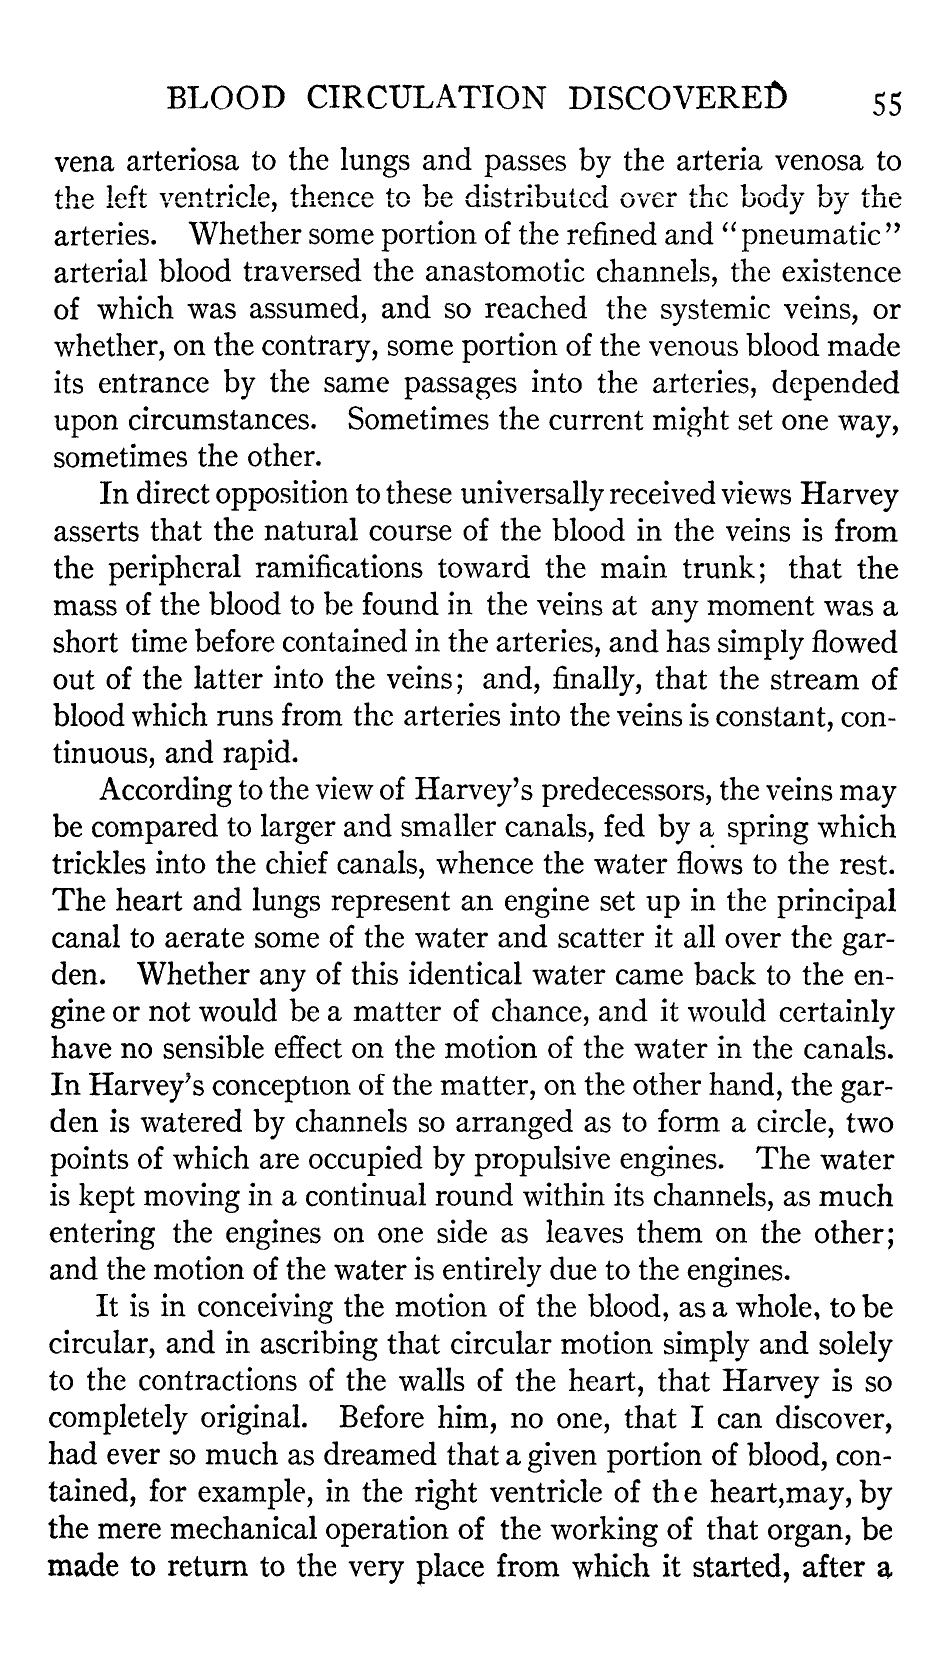 BLOOD CIRCULATION DISCOVERED 55
vena arteriosa to the lungs and passes by the arteria venosa to
the left ventricle, thence to be distributed over the body by the
arteries. Whether some portion of the refined and “pneumatic”
arterial blood traversed the anastomotic channels, the existence
of which was assumed, and so reached the systemic veins, or
whether, on the contrary, some portion of the venous blood made
its entrance by the same passages into the arteries, depended
upon circumstances. Sometimes the current might set one way,
sometimes the other.
In direct opposition to these universally received views Harvey
asserts that the natural course of the blood in the veins is from
the peripheral ramifications toward the main trunk; that the
mass of the blood to be found in the veins at any moment was a
short time before contained in the arteries, and has simply flowed
out of the latter into the veins; and, finally, that the stream of
blood which runs from the arteries into the veins is constant, con-
tinuous, and rapid.
According to the view of Harvey’s predecessors, the veins may
be compared to larger and smaller canals, fed by a spring which
trickles into the chief canals, whence the water flows to the rest.
The heart and lungs represent an engine set up in the principal
canal to aerate some of the water and scatter it all over the gar-
den. Whether any of this identical water came back to the en-
gine or not would be a matter of chance, and it would certainly
have no sensible effect on the motion of the water in the canals.
In Harvey’s conception of the matter, on the other hand, the gar-
den is watered by channels so arranged as to form a circle, two
points of which are occupied by propulsive engines. The water
is kept moving in a continual round within its channels, as much
entering the engines on one side as leaves them on the other;
and the motion of the water is entirely due to the engines.
It is in conceiving the motion of the blood, as a whole, to be
circular, and in ascribing that circular motion simply and solely
to the contractions of the walls of the heart, that Harvey is so
completely original. Before him, no one, that I can discover,
had ever so much as dreamed that a given portion of blood, con-
tained, for example, in the right ventricle of the heart,may, by
the mere mechanical operation of the working of that organ, be
made to return to the very place from which it started, after a